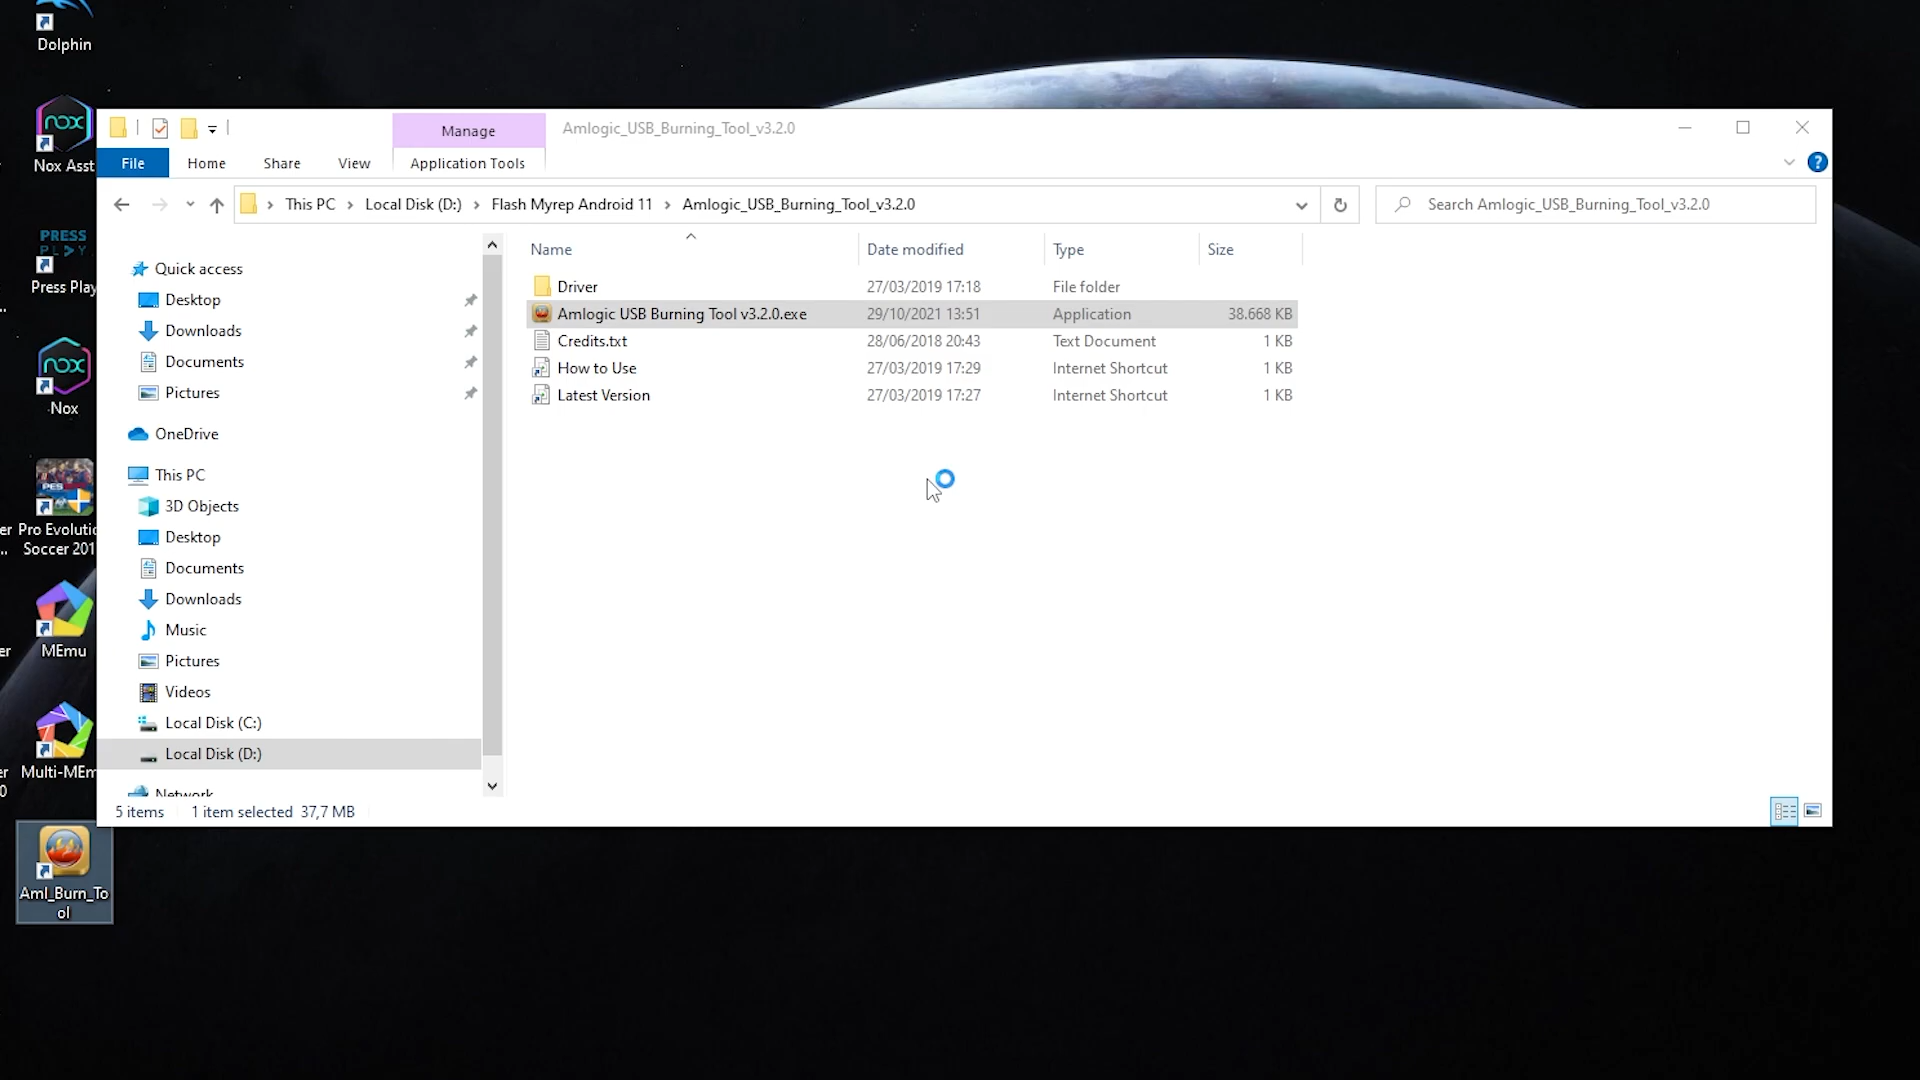 Dolphin
Nox Asst
Press Play
Nox
er Pro Evolutio
... Soccer 201
MEmu
Multi-MEm
Aml_Burn_To
ol
Manage
Amlogic_USB_Burning_Tool_v3.2.0
File
Home
Share
View
Application Tools
This PC
Local Disk (D:)
Flash Myrep Android 11
Amlogic_USB_Burning_Tool_v3.2.0
Search Amlogic_USB_Burning_Tool_v3.2.0
Name
Date modified
Type
Size
Driver 27/03/2019 17:18 File folder
Amlogic USB Burning Tool v3.2.0.exe 29/10/2021 13:51 Application 38.668 KB
Credits.txt 28/06/2018 20:43 Text Document 1 KB
How to Use 27/03/2019 17:29 Internet Shortcut 1 KB
Latest Version 27/03/2019 17:27 Internet Shortcut 1 KB
Quick access
Desktop
Downloads
Documents
Pictures
OneDrive
This PC
3D Objects
Desktop
Documents
Downloads
Music
Pictures
Videos
Local Disk (C:)
Local Disk (D:)
Network
5 items 1 item selected 37,7 MB
nox
PRESS
PLAY
nox
PES